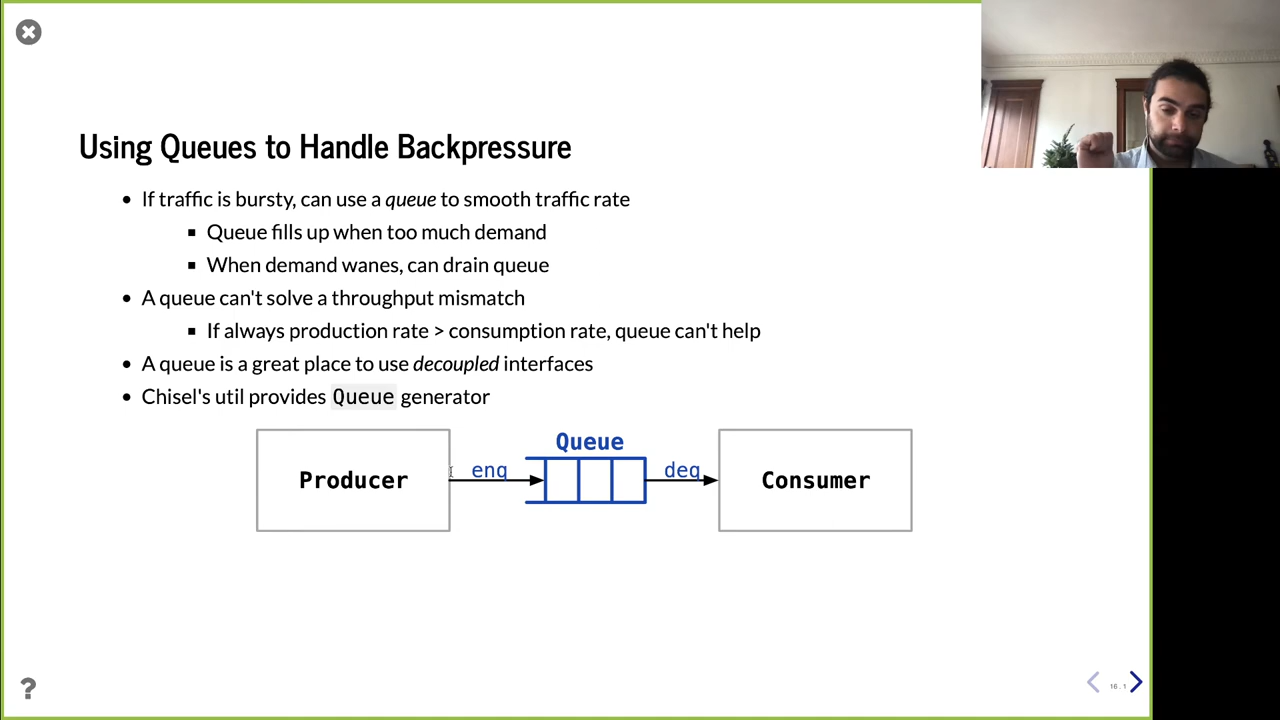 Using Queues to Handle Backpressure
• If traffic is bursty, can use a queue to smooth traffic rate
▪ Queue fills up when too much demand
▪ When demand wanes, can drain queue
• A queue can't solve a throughput mismatch
▪ If always production rate > consumption rate, queue can't help
• A queue is a great place to use decoupled interfaces
• Chisel's util provides Queue generator
Queue
Producer
enq
deq
Consumer
?
16.1